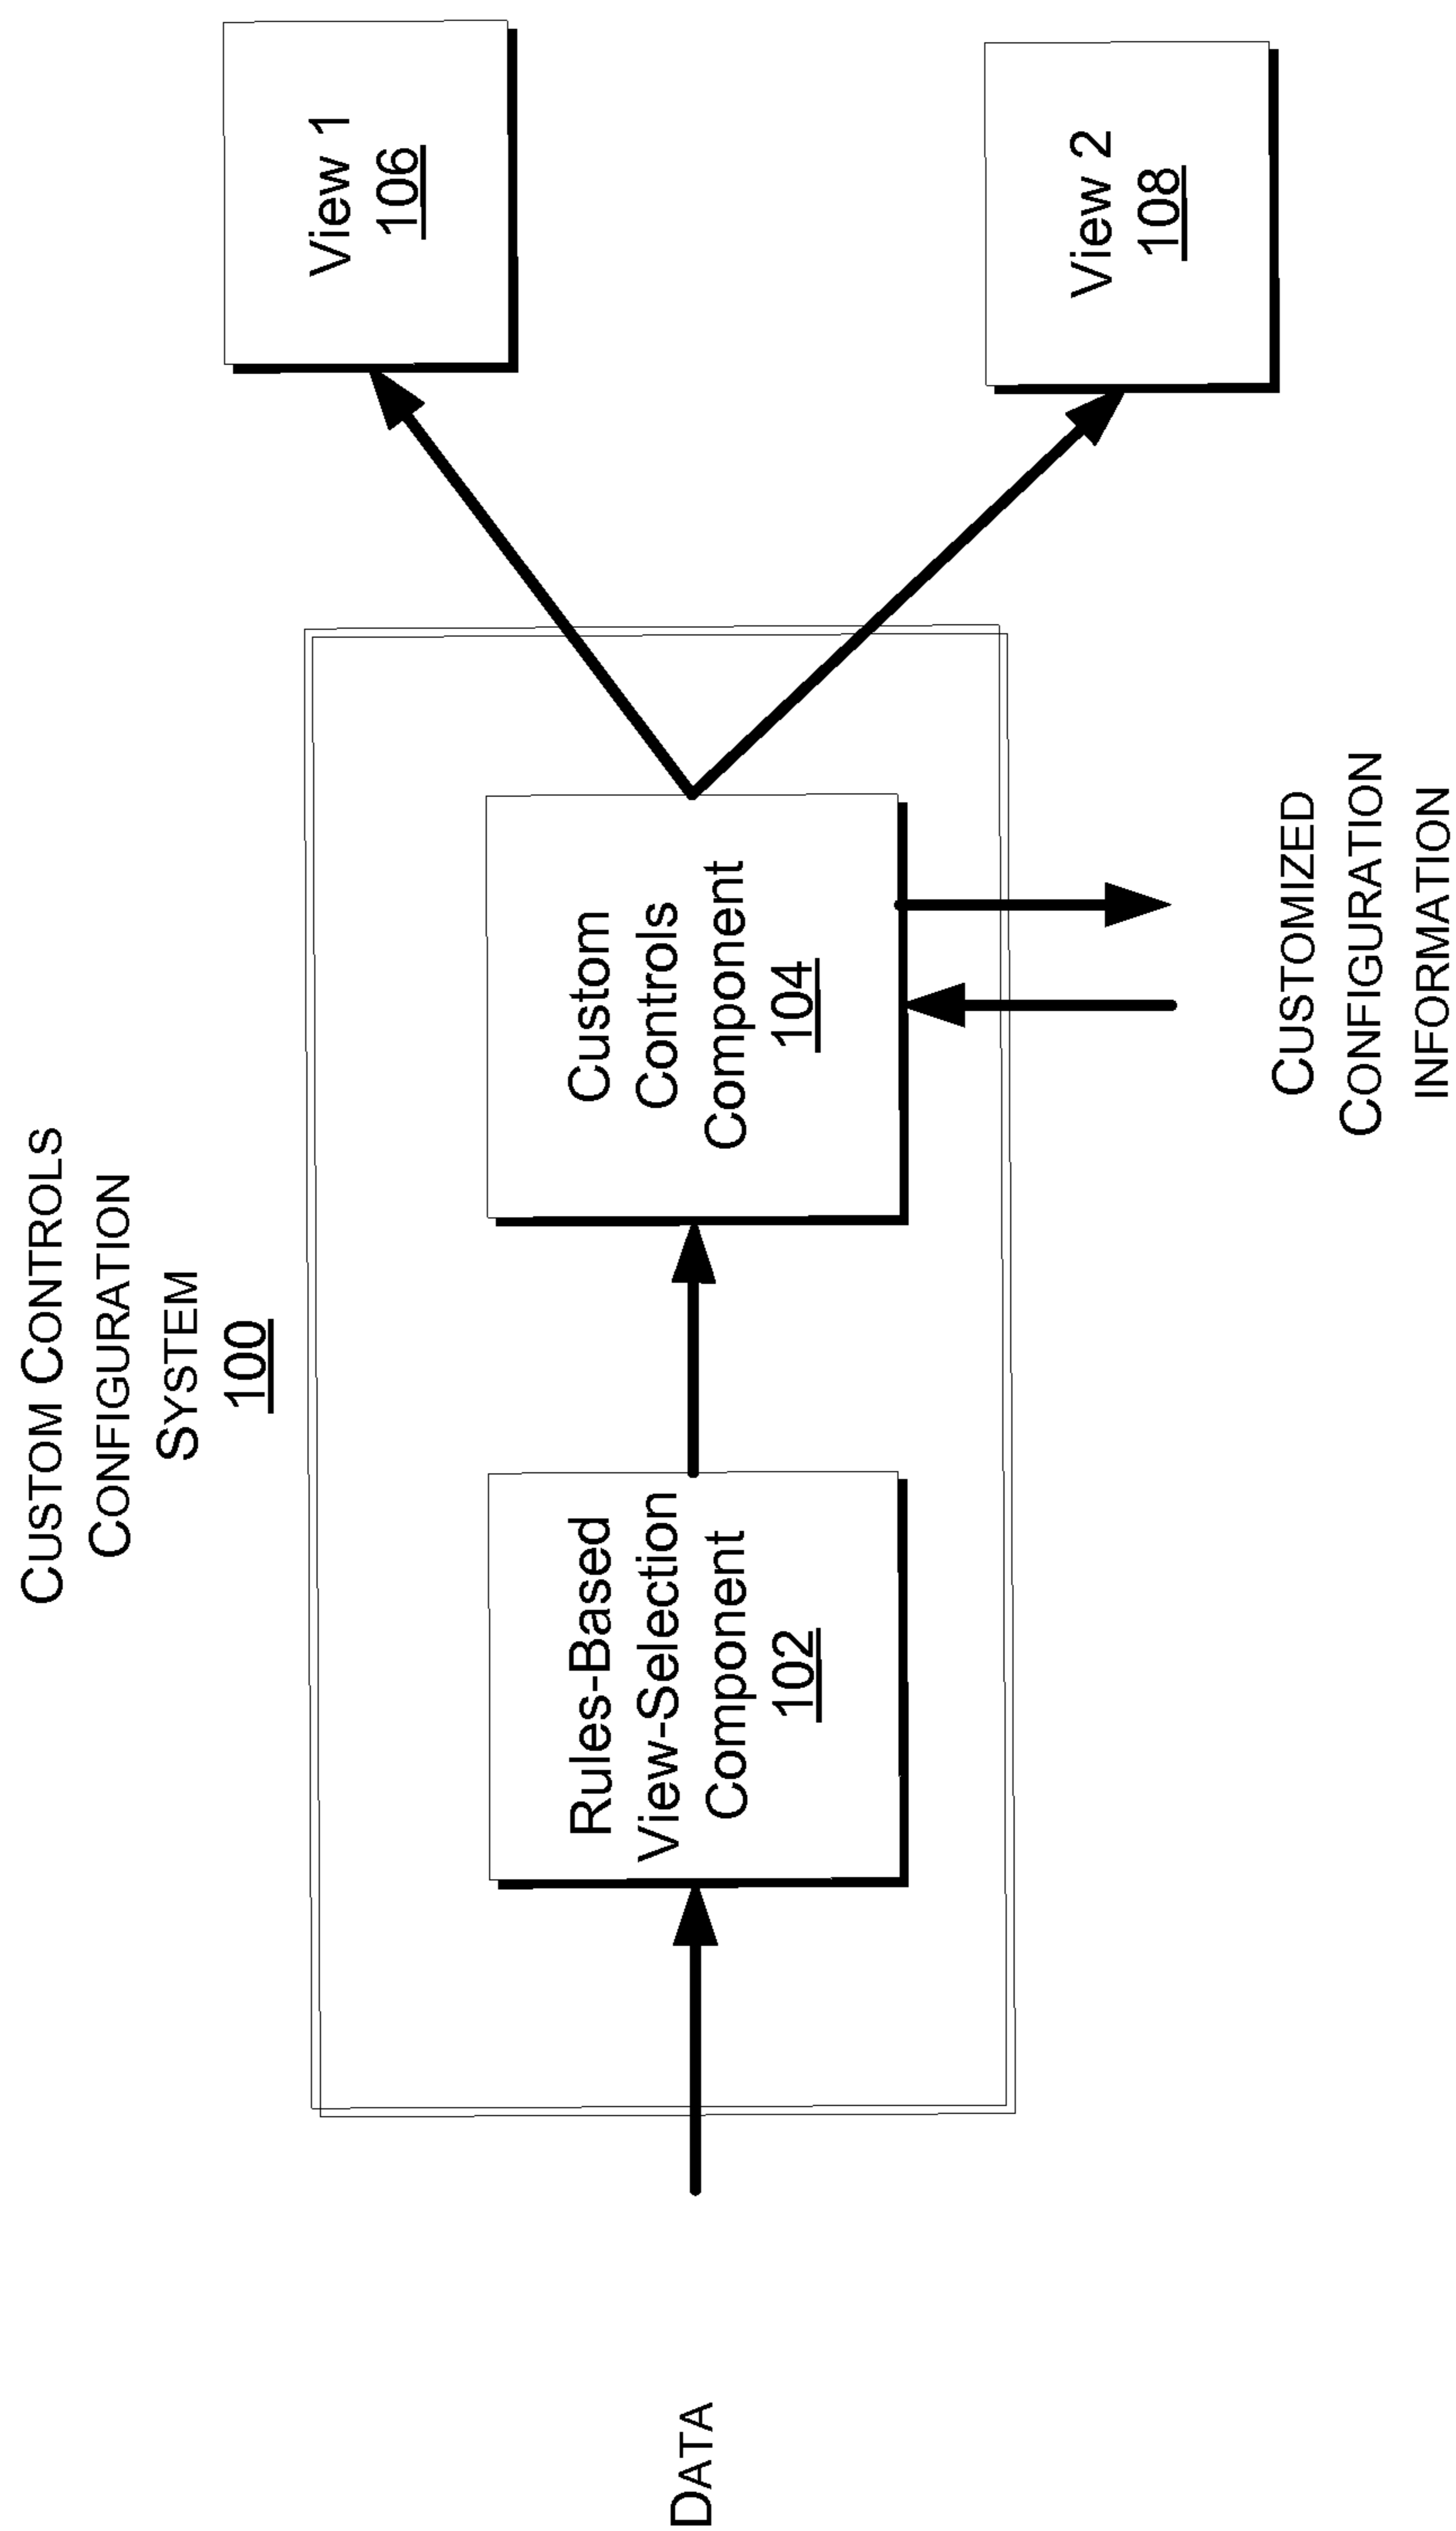 CUSTOM CONTROLS
CONFIGURATION
SYSTEM
100
DATA
Rules-Based
View-Selection
Component
102
Custom
Controls
Component
104
View 1
106
View 2
108
CUSTOMIZED
CONFIGURATION
INFORMATION